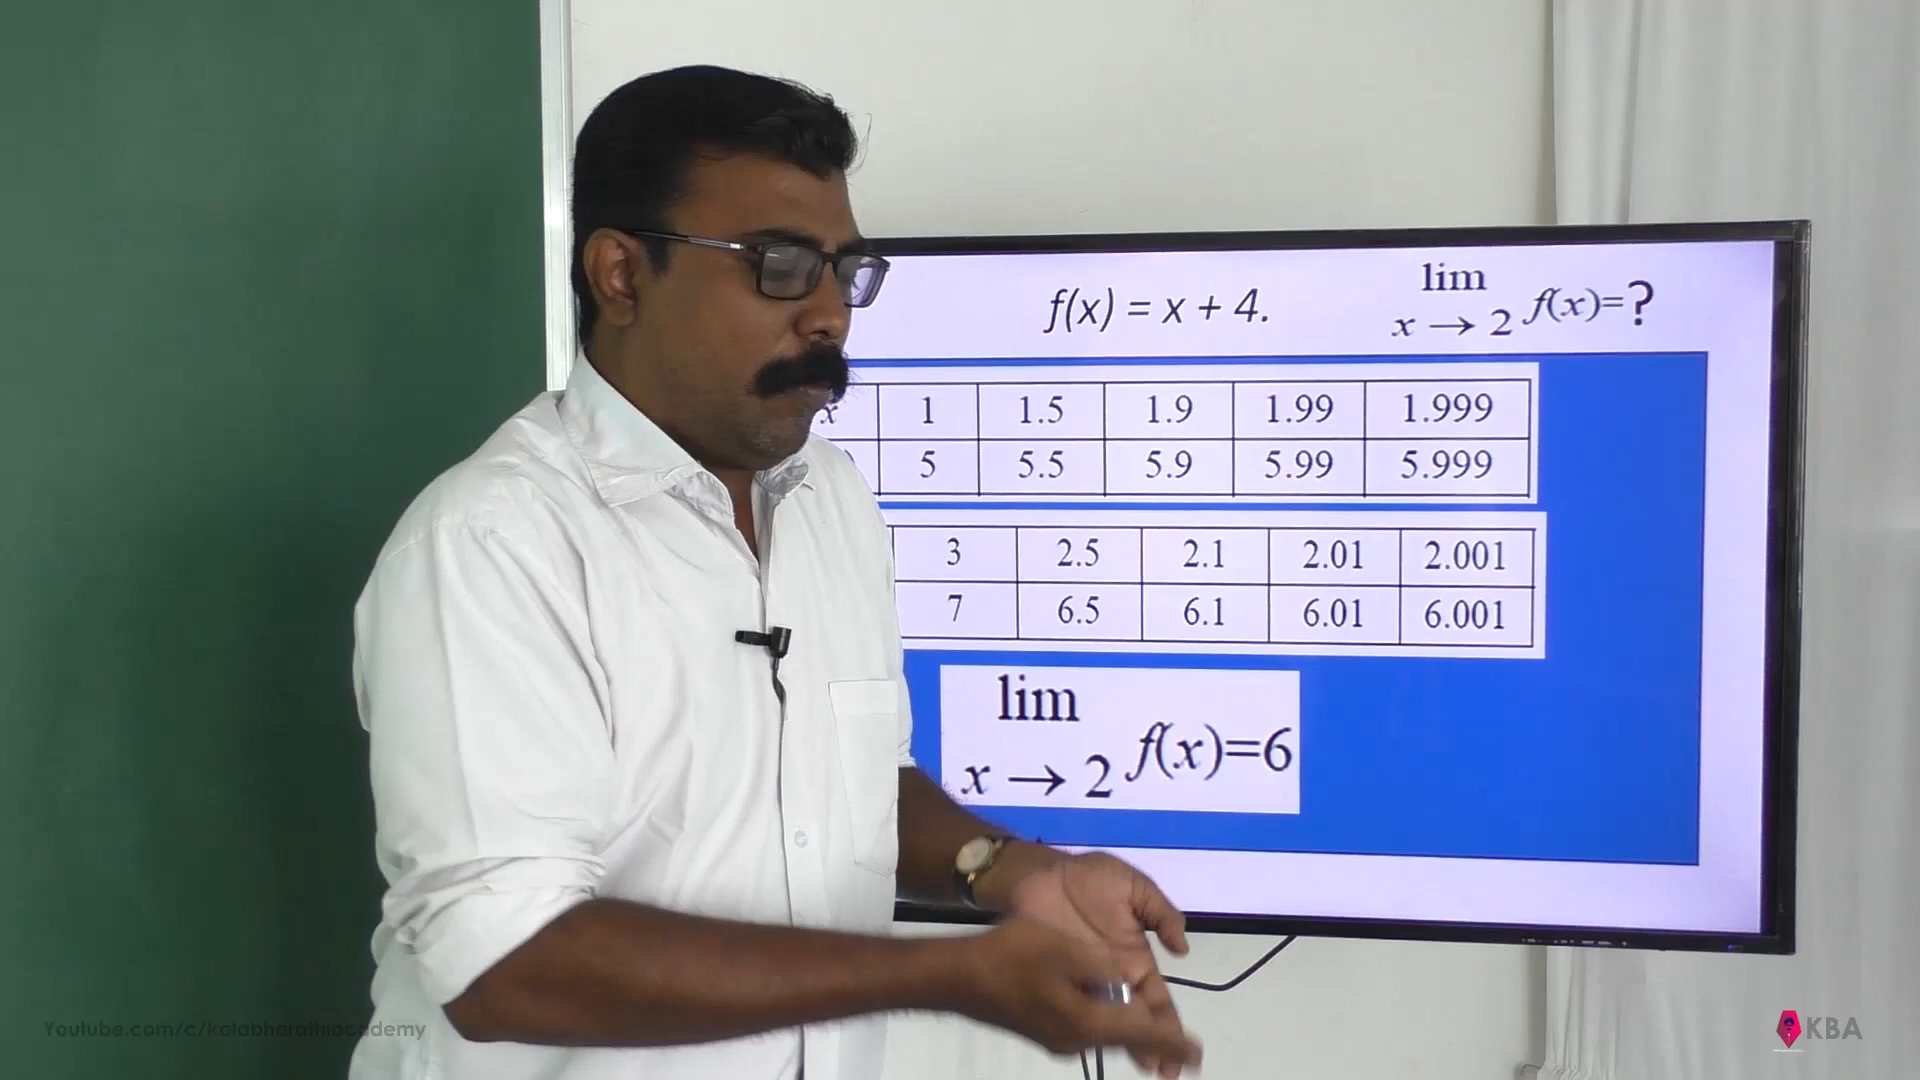 f(x) = x + 4.
lim
x → 2 f(x)=?
x 1 1.5 1.9 1.99 1.999
5 5.5 5.9 5.99 5.999
3 2.5 2.1 2.01 2.001
7 6.5 6.1 6.01 6.001
lim
x → 2 f(x)=6
Youtube.com/c/kalabharathiacademy
KBA